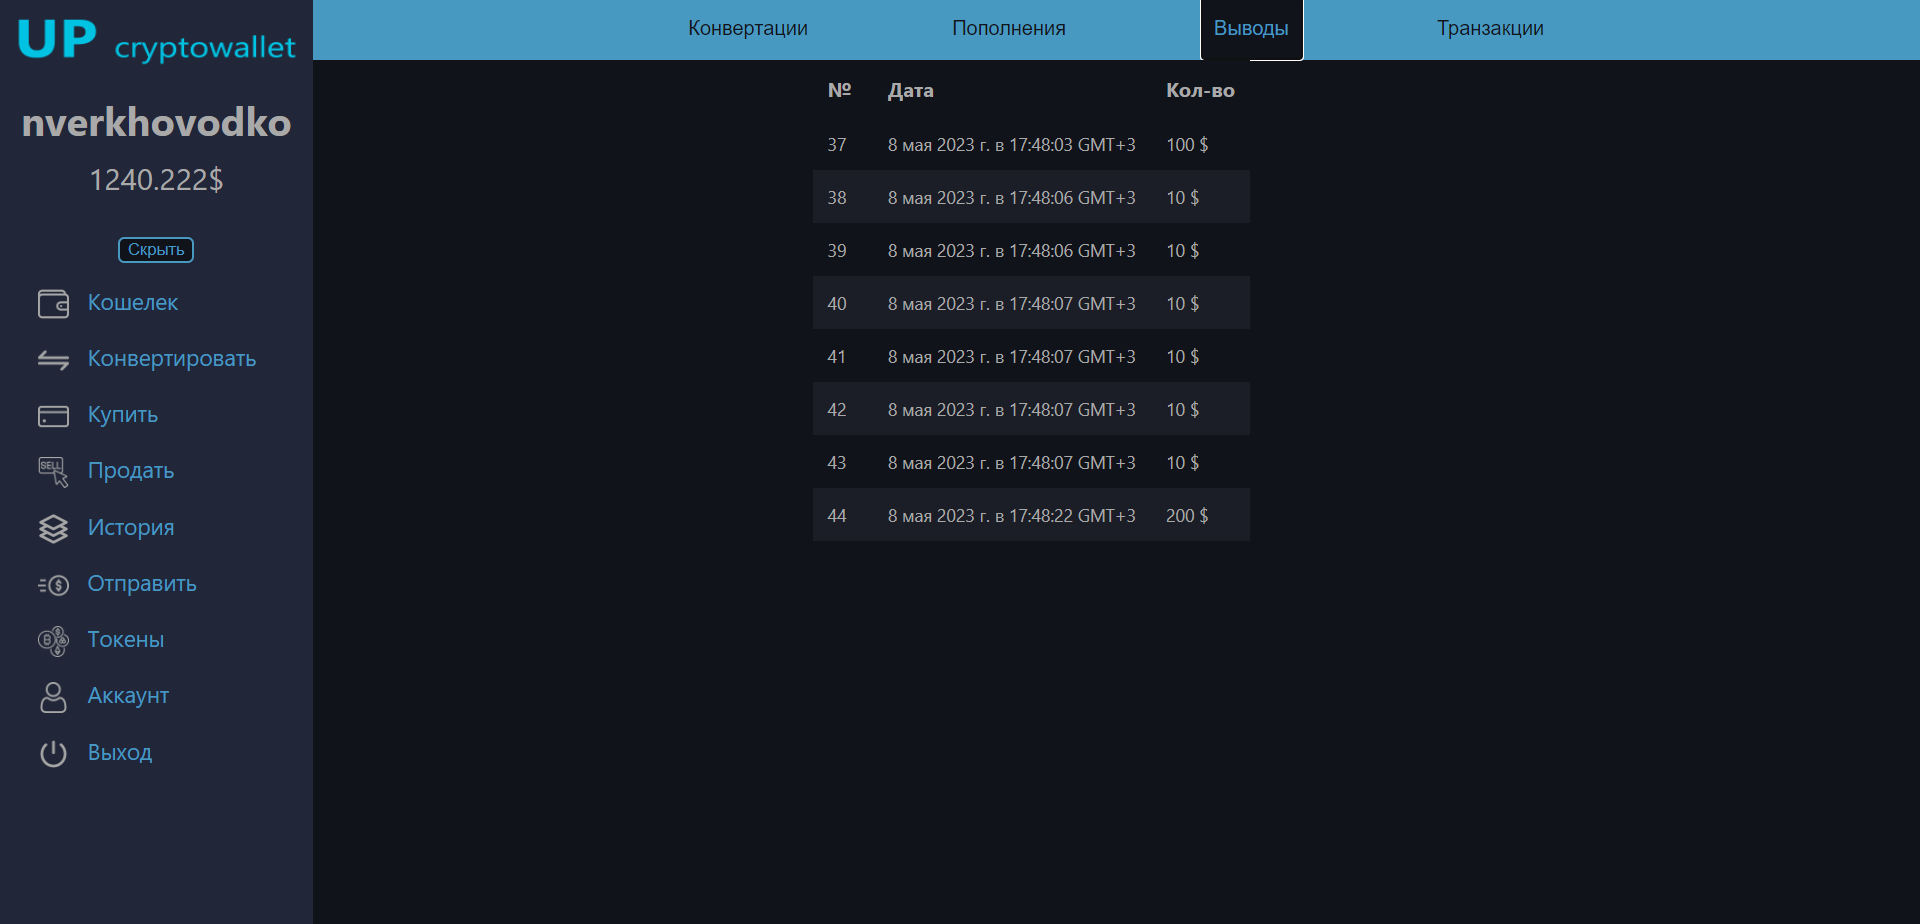 UP cryptowallet
nverkhovodko
1240.222$
Скрыть
Кошелек
Конвертировать
Купить
SELL
Продать
История
Отправить
Токены
Аккаунт
Выход
Конвертации Пополнения Выводы Транзакции
№ Дата Кол-во
37 8 мая 2023 г. в 17:48:03 GMT+3 100 $
38 8 мая 2023 г. в 17:48:06 GMT+3 10 $
39 8 мая 2023 г. в 17:48:06 GMT+3 10 $
40 8 мая 2023 г. в 17:48:07 GMT+3 10 $
41 8 мая 2023 г. в 17:48:07 GMT+3 10 $
42 8 мая 2023 г. в 17:48:07 GMT+3 10 $
43 8 мая 2023 г. в 17:48:07 GMT+3 10 $
44 8 мая 2023 г. в 17:48:22 GMT+3 200 $